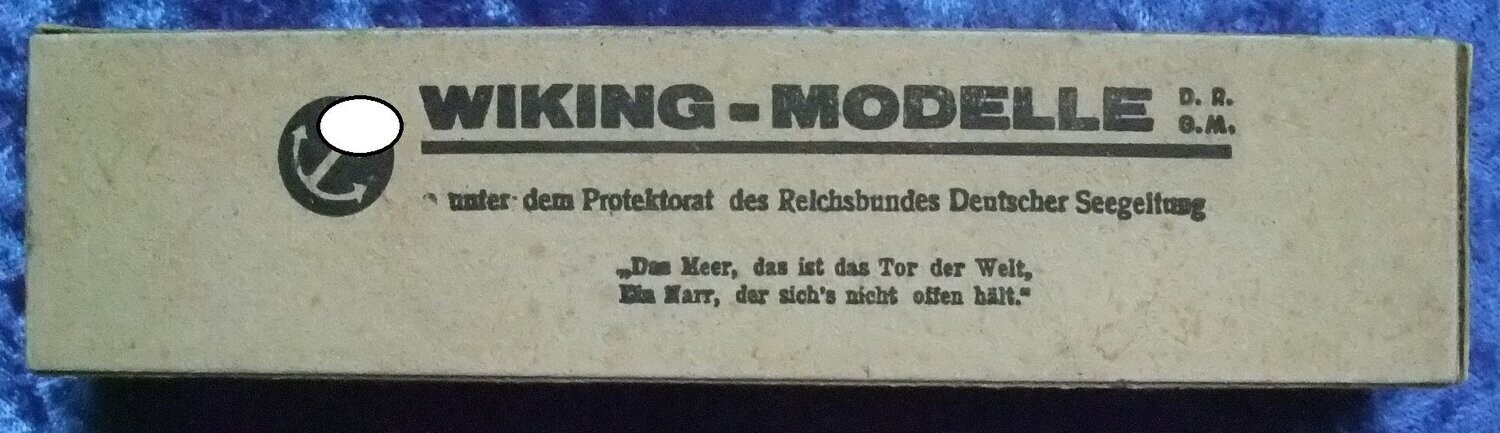 WIKING - MODELLE D. R.
G. M.
unter dem Protektorat des Reichsbundes Deutscher Seegeltung
„Das Meer, das ist das Tor der Welt,
Ein Narr, der sich's nicht offen hält."